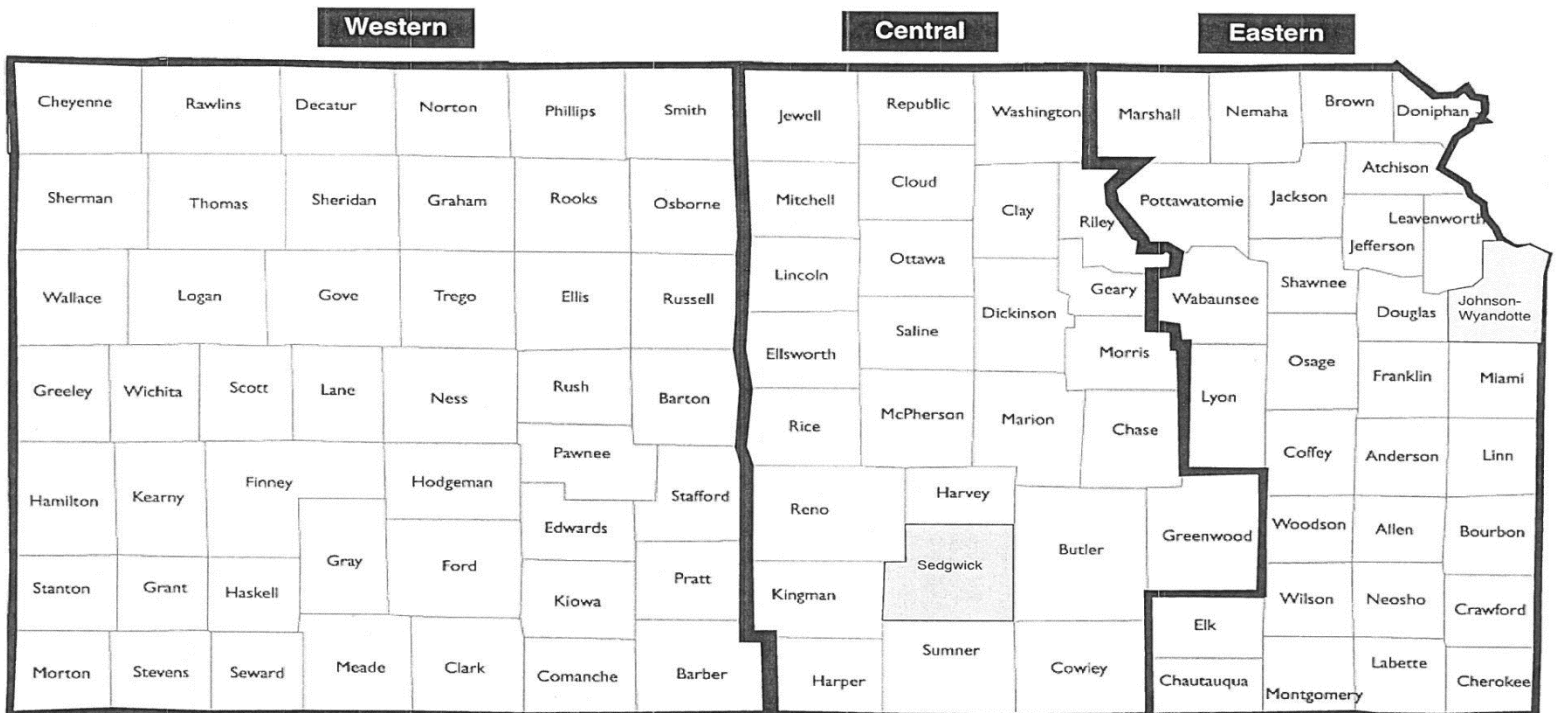 Western
Central
Eastern
Cheyenne
Rawlins
Decatur
Norton
Phillips
Smith
Jewell
Republic
Washington
Marshall
Nemaha
Brown
Doniphan
Sherman
Thomas
Sheridan
Graham
Rooks
Osborne
Mitchell
Cloud
Clay
Riley
Pottawatomie
Jackson
Atchison
Jefferson
Leavenworth
Wallace
Logan
Gove
Trego
Ellis
Russell
Lincoln
Ottawa
Dickinson
Geary
Wabaunsee
Shawnee
Douglas
Johnson-
Wyandotte
Saline
Ellsworth
Morris
Osage
Franklin
Miami
Greeley
Wichita
Scott
Lane
Ness
Rush
Barton
Rice
McPherson
Marion
Chase
Lyon
Coffey
Anderson
Linn
Hamilton
Kearny
Finney
Hodgeman
Pawnee
Edwards
Stafford
Reno
Harvey
Sedgwick
Butler
Greenwood
Woodson
Allen
Bourbon
Stanton
Grant
Haskell
Gray
Ford
Kiowa
Pratt
Kingman
Elk
Wilson
Neosho
Crawford
Morton
Stevens
Seward
Meade
Clark
Comanche
Barber
Harper
Sumner
Cowley
Chautauqua
Montgomery
Labette
Cherokee